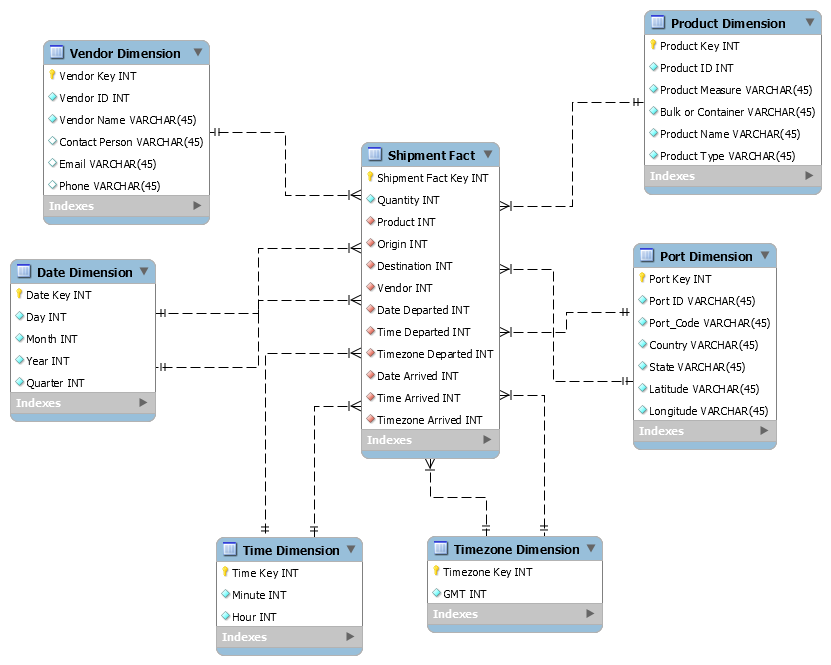 Vendor Dimension
Vendor Key INT
Vendor ID INT
Vendor Name VARCHAR(45)
Contact Person VARCHAR(45)
Email VARCHAR(45)
Phone VARCHAR(45)
Indexes
Product Dimension
Product Key INT
Product ID INT
Product Measure VARCHAR(45)
Bulk or Container VARCHAR(45)
Product Name VARCHAR(45)
Product Type VARCHAR(45)
Indexes
Shipment Fact
Shipment Fact Key INT
Quantity INT
Product INT
Origin INT
Destination INT
Vendor INT
Date Departed INT
Time Departed INT
Timezone Departed INT
Date Arrived INT
Time Arrived INT
Timezone Arrived INT
Indexes
Date Dimension
Date Key INT
Day INT
Month INT
Year INT
Quarter INT
Indexes
Port Dimension
Port Key INT
Port ID VARCHAR(45)
Port_Code VARCHAR(45)
Country VARCHAR(45)
State VARCHAR(45)
Latitude VARCHAR(45)
Longitude VARCHAR(45)
Indexes
Time Dimension
Time Key INT
Minute INT
Hour INT
Indexes
Timezone Dimension
Timezone Key INT
GMT INT
Indexes